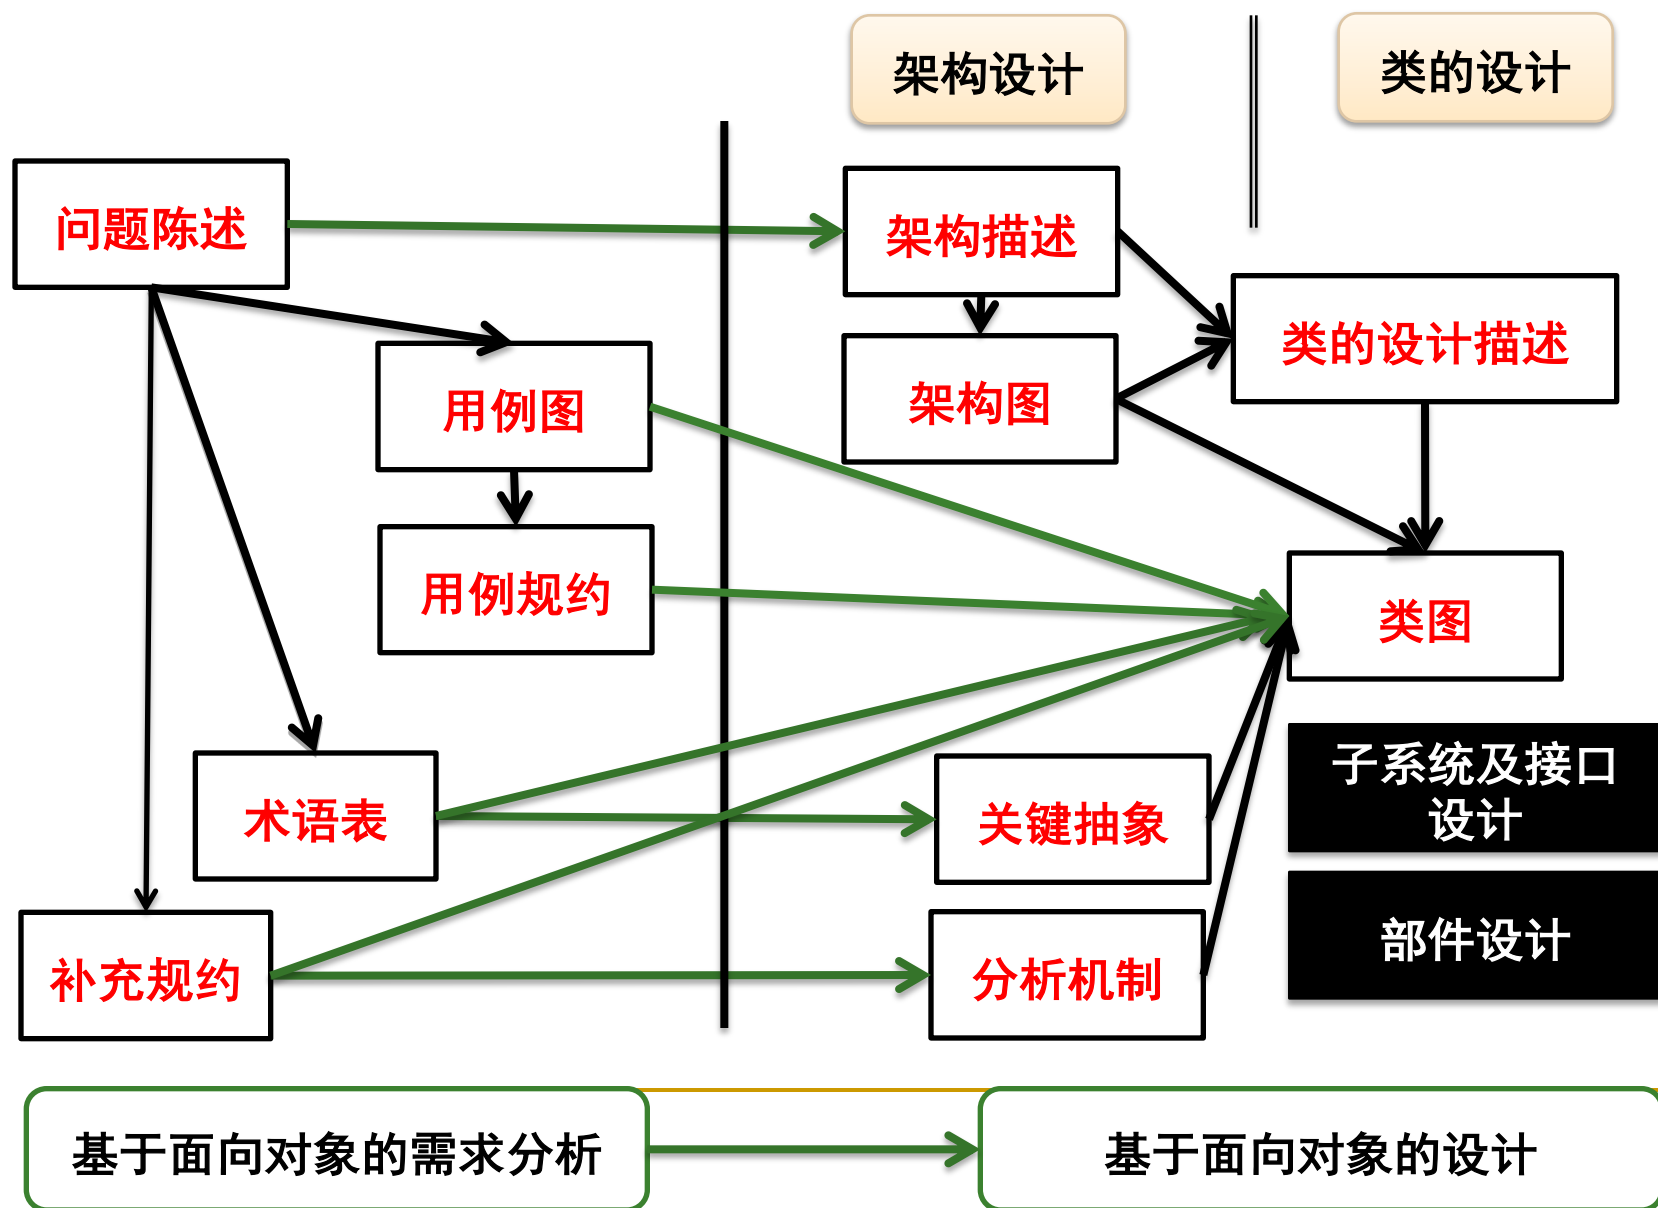 架构设计
类的设计
问题陈述
架构描述
类的设计描述
用例图
架构图
用例规约
类图
子系统及接口
设计
术语表
关键抽象
部件设计
补充规约
分析机制
基于面向对象的需求分析
基于面向对象的设计